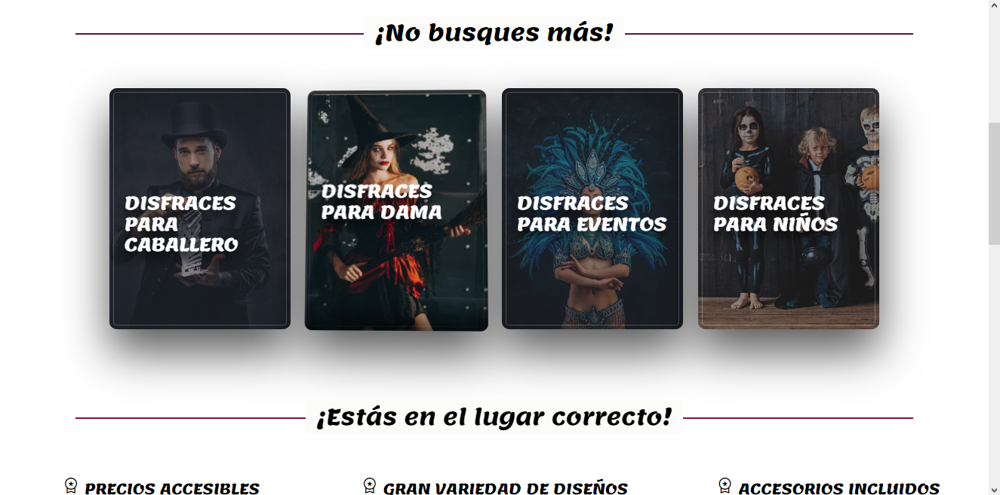 ¡No busques más!
DISFRACES
PARA
CABALLERO
DISFRACES
PARA DAMA
DISFRACES
PARA EVENTOS
DISFRACES
PARA NIÑOS
¡Estás en el lugar correcto!
PRECIOS ACCESIBLES
GRAN VARIEDAD DE DISEÑOS
ACCESORIOS INCLUIDOS